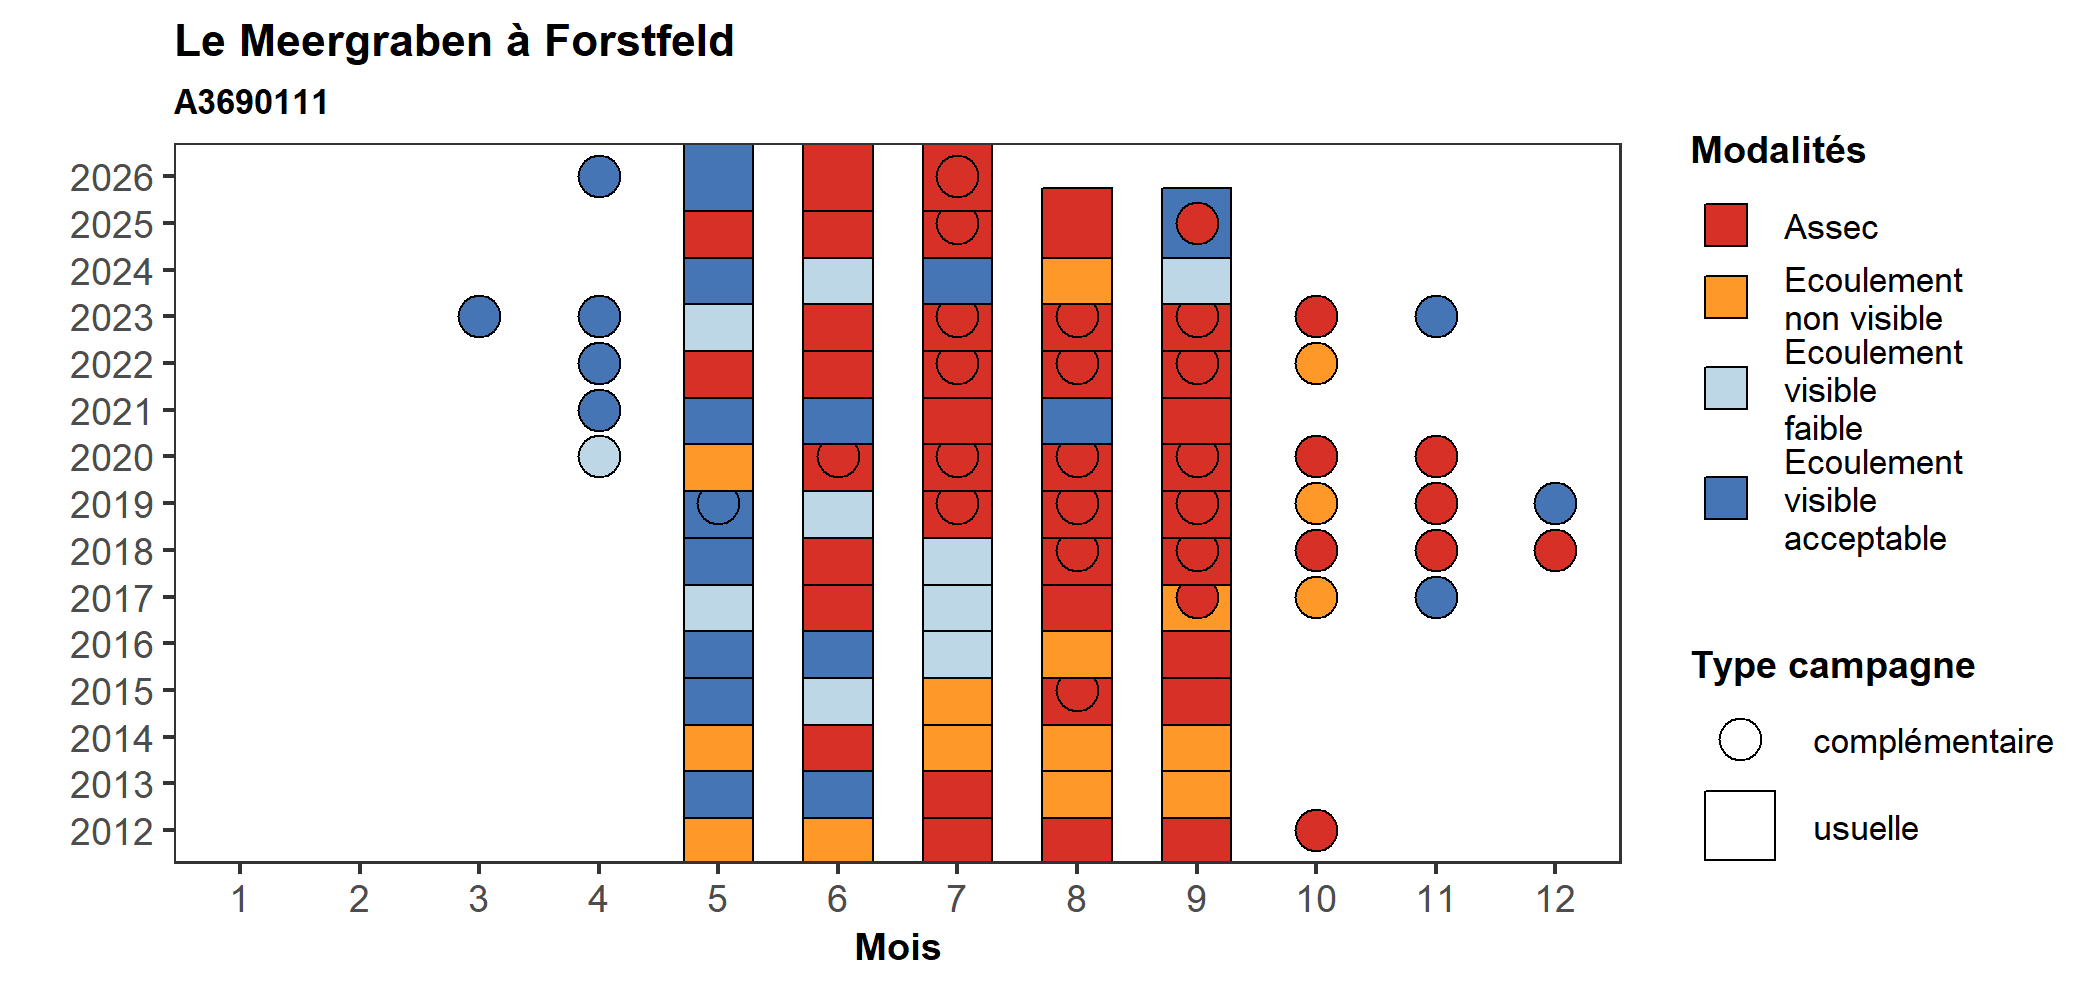 Le Meergraben à Forstfeld
A3690111
2026
2025
2024
2023
2022
2021
2020
2019
2018
2017
2016
2015
2014
2013
2012
1 2 3 4 5 6 7 8 9 10 11 12
Mois
Modalités
Assec
Ecoulement
non visible
Ecoulement
visible
faible
Ecoulement
visible
acceptable
Type campagne
complémentaire
usuelle